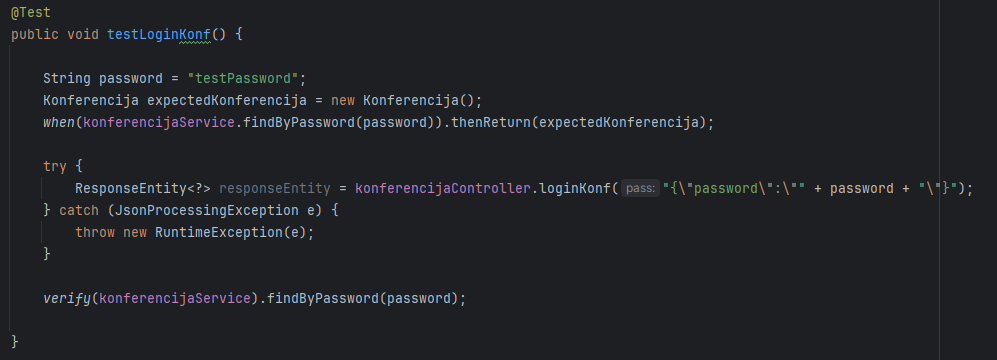 @Test
public void testLoginKonf() {
String password = "testPassword";
Konferencija expectedKonferencija = new Konferencija();
when(konferencijaService.findByPassword(password)).thenReturn(expectedKonferencija);
try {
ResponseEntity<?> responseEntity = konferencijaController.loginKonf( pass: "{\"password\":\"" + password + "\"}");
} catch (JsonProcessingException e) {
throw new RuntimeException(e);
}
verify(konferencijaService).findByPassword(password);
}